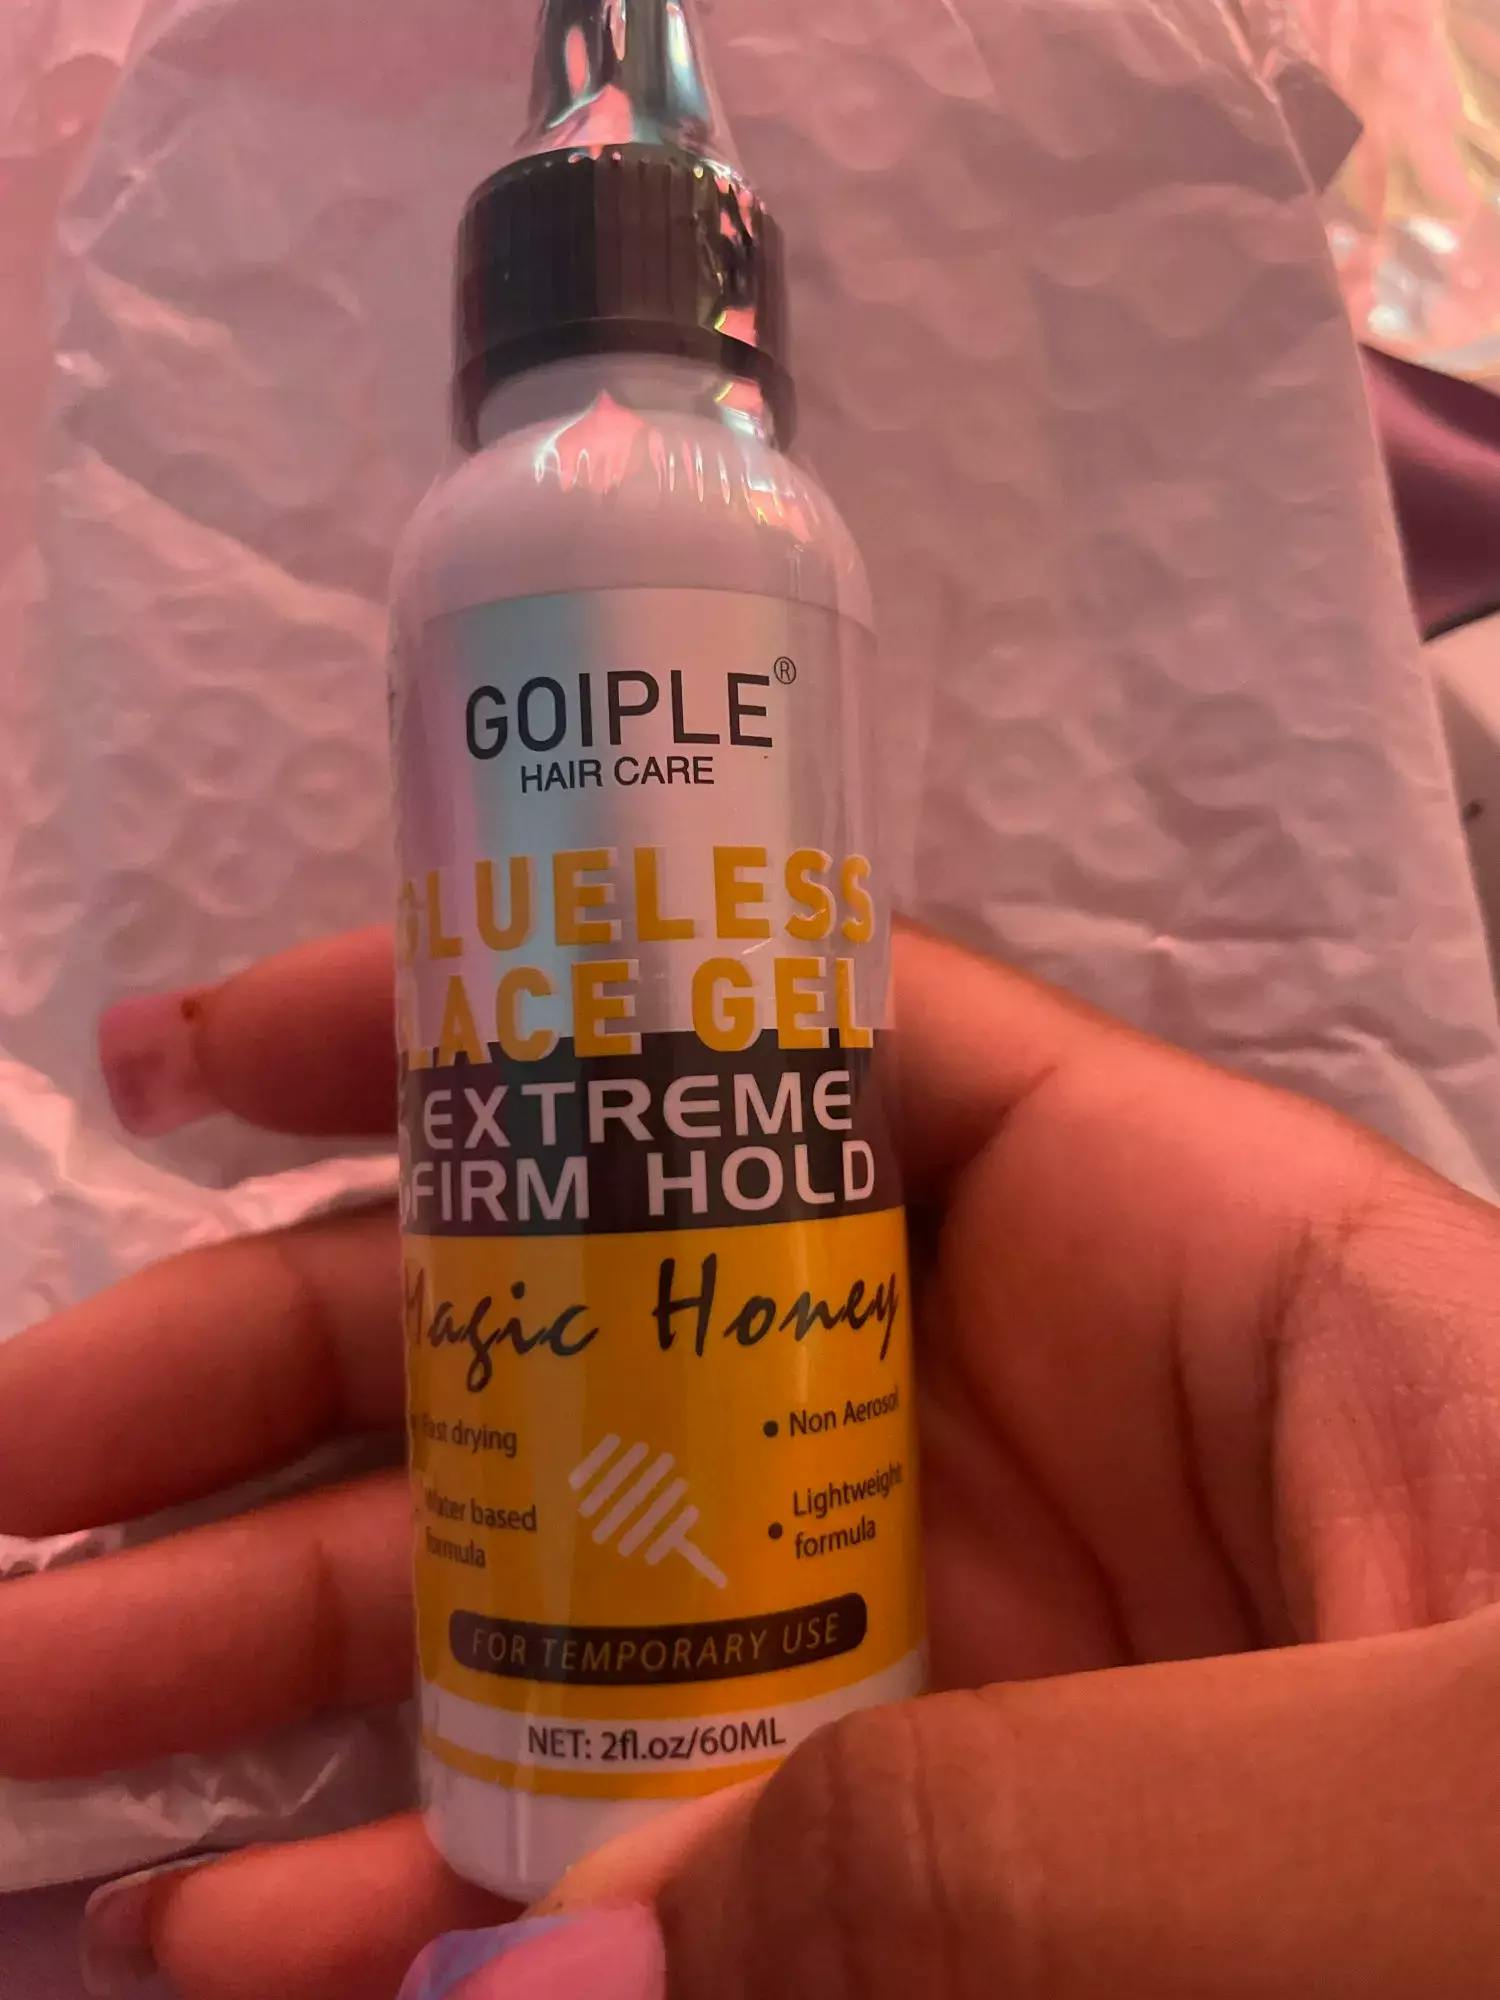 GOIPLE®
HAIR CARE
GLUELESS
LACE GEL
EXTREME
FIRM HOLD
Magic Honey
Fast drying
Non Aerosol
Water based
formula
Lightweight
formula
FOR TEMPORARY USE
NET: 2fl.oz/60ML